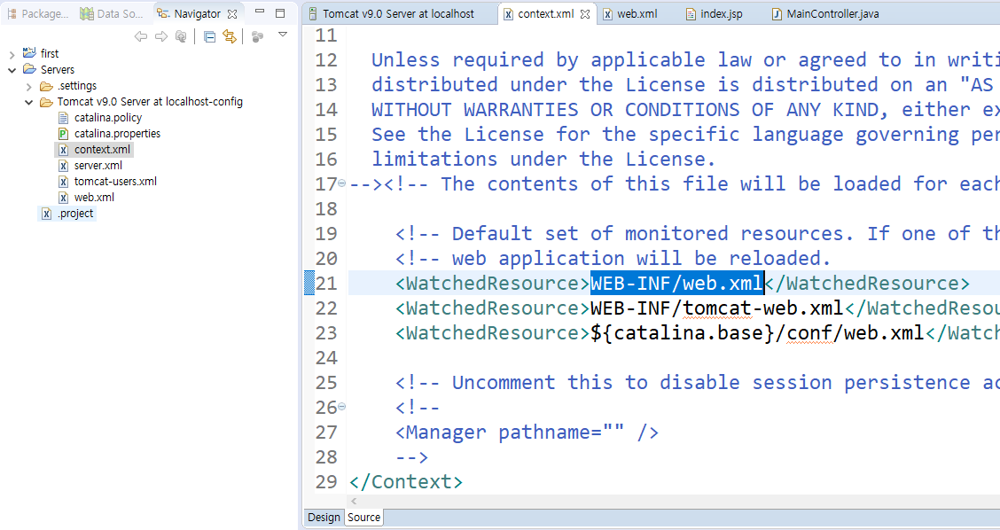 Package...
Data So...
Navigator
first
Servers
.settings
Tomcat v9.0 Server at localhost-config
catalina.policy
catalina.properties
context.xml
server.xml
tomcat-users.xml
web.xml
.project
Tomcat v9.0 Server at localhost
context.xml
web.xml
index.jsp
MainController.java
11
12 Unless required by applicable law or agreed to in writi
13 distributed under the License is distributed on an "AS
14 WITHOUT WARRANTIES OR CONDITIONS OF ANY KIND, either ex
15 See the License for the specific language governing per
16 limitations under the License.
17 --><!-- The contents of this file will be loaded for each
18
19 <!-- Default set of monitored resources. If one of th
20 <!-- web application will be reloaded.
21 <WatchedResource>WEB-INF/web.xml</WatchedResource>
22 <WatchedResource>WEB-INF/tomcat-web.xml</WatchedResou
23 <WatchedResource>${catalina.base}/conf/web.xml</Watch
24
25 <!-- Uncomment this to disable session persistence ac
26 <!--
27 <Manager pathname="" />
28 -->
29 </Context>
Design
Source